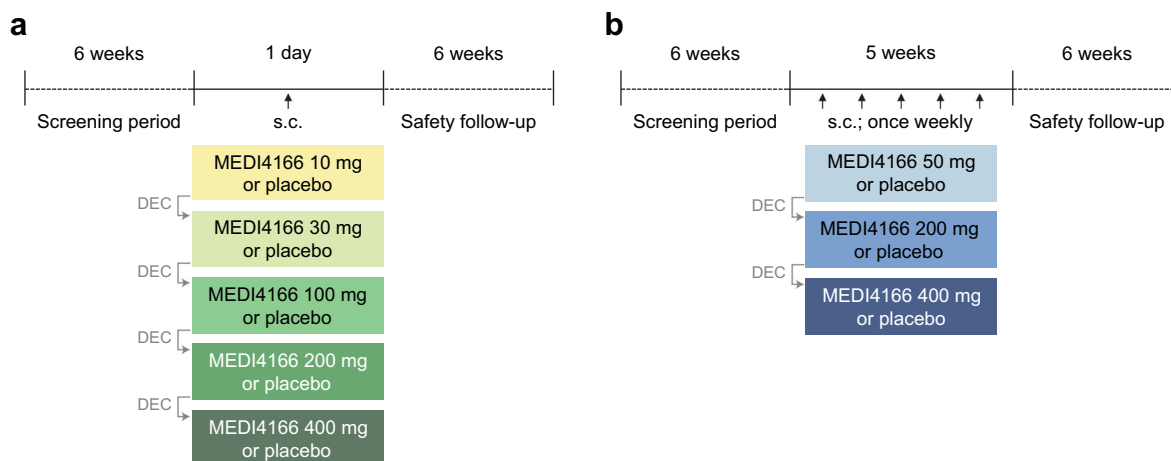 a
6 weeks
1 day
6 weeks
Screening period
s.c.
Safety follow-up
MEDI4166 10 mg
or placebo
DEC
MEDI4166 30 mg
or placebo
DEC
MEDI4166 100 mg
or placebo
DEC
MEDI4166 200 mg
or placebo
DEC
MEDI4166 400 mg
or placebo
b
6 weeks
5 weeks
6 weeks
Screening period
s.c.; once weekly
Safety follow-up
MEDI4166 50 mg
or placebo
DEC
MEDI4166 200 mg
or placebo
DEC
MEDI4166 400 mg
or placebo